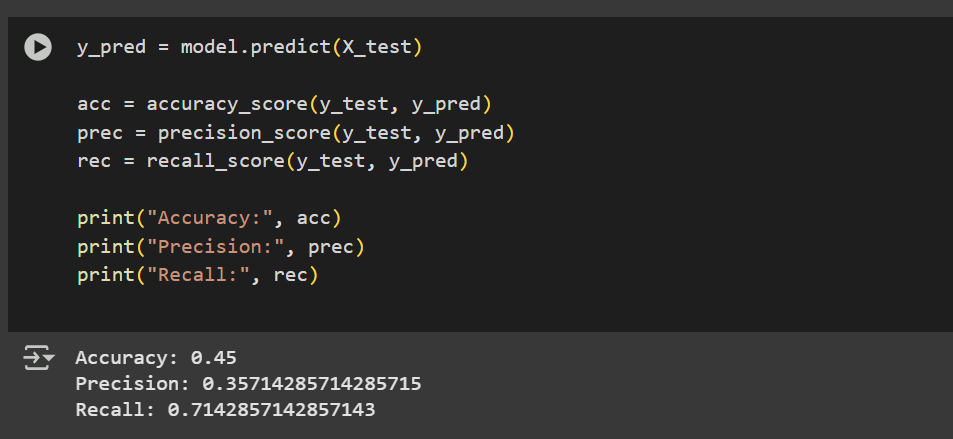 y_pred = model.predict(X_test)
acc = accuracy_score(y_test, y_pred)
prec = precision_score(y_test, y_pred)
rec = recall_score(y_test, y_pred)
print("Accuracy:", acc)
print("Precision:", prec)
print("Recall:", rec)
Accuracy: 0.45
Precision: 0.35714285714285715
Recall: 0.7142857142857143